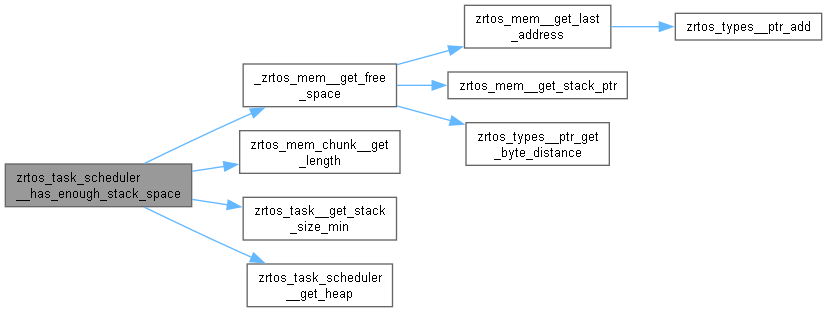 zrtos_task_scheduler
__has_enough_stack_space
_zrtos_mem__get_free
_space
zrtos_mem__get_last
_address
zrtos_types__ptr_add
zrtos_mem__get_stack_ptr
zrtos_types__ptr_get
_byte_distance
zrtos_mem_chunk__get
_length
zrtos_task__get_stack
_size_min
zrtos_task_scheduler
__get_heap